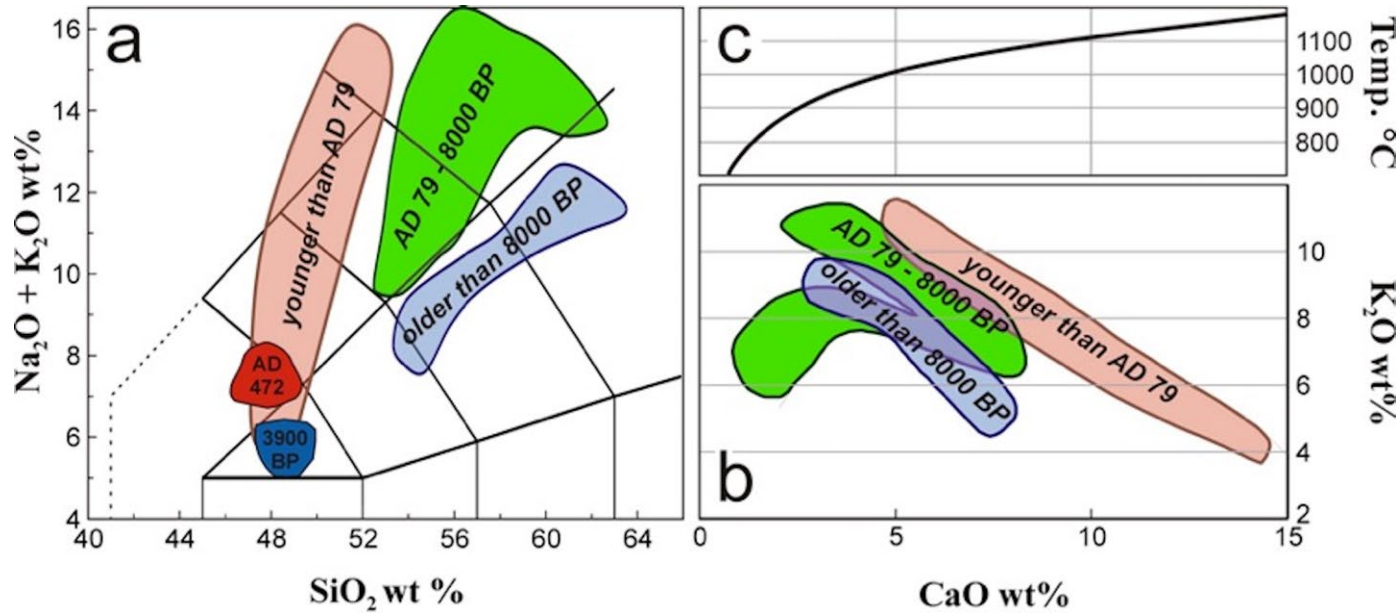 a
16
14
12
10
8
6
4
Na₂O + K₂O wt%
40 44 48 52 56 60 64
SiO₂ wt %
younger than AD 79
AD 79 - 8000 BP
older than 8000 BP
AD
472
3900
BP
c
1100
1000
900
800
Temp. °C
AD 79 - 8000 BP
younger than AD 79
older than 8000 BP
b
10
8
6
4
2
K₂O wt%
0 5 10 15
CaO wt%